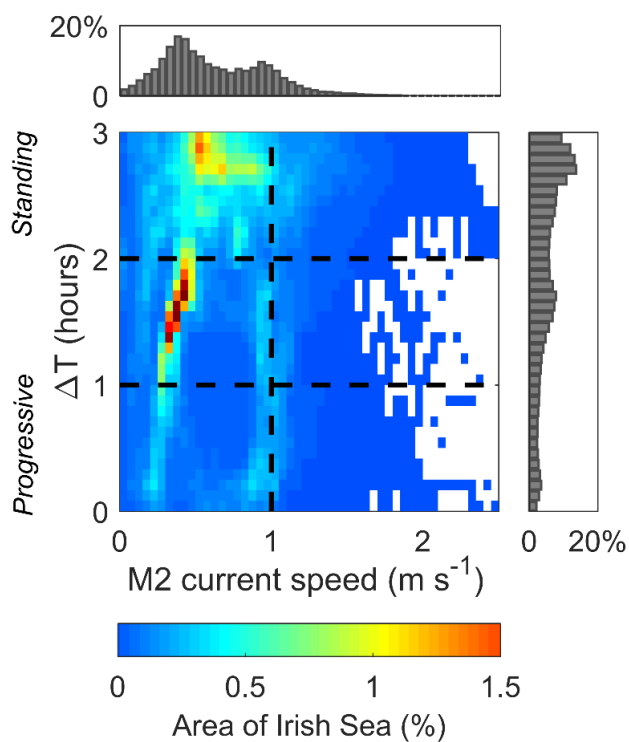 20%
0
3
2
1
0
Standing
Progressive
ΔT (hours)
0 1 2
0 20%
M2 current speed (m s⁻¹)
0 0.5 1 1.5
Area of Irish Sea (%)